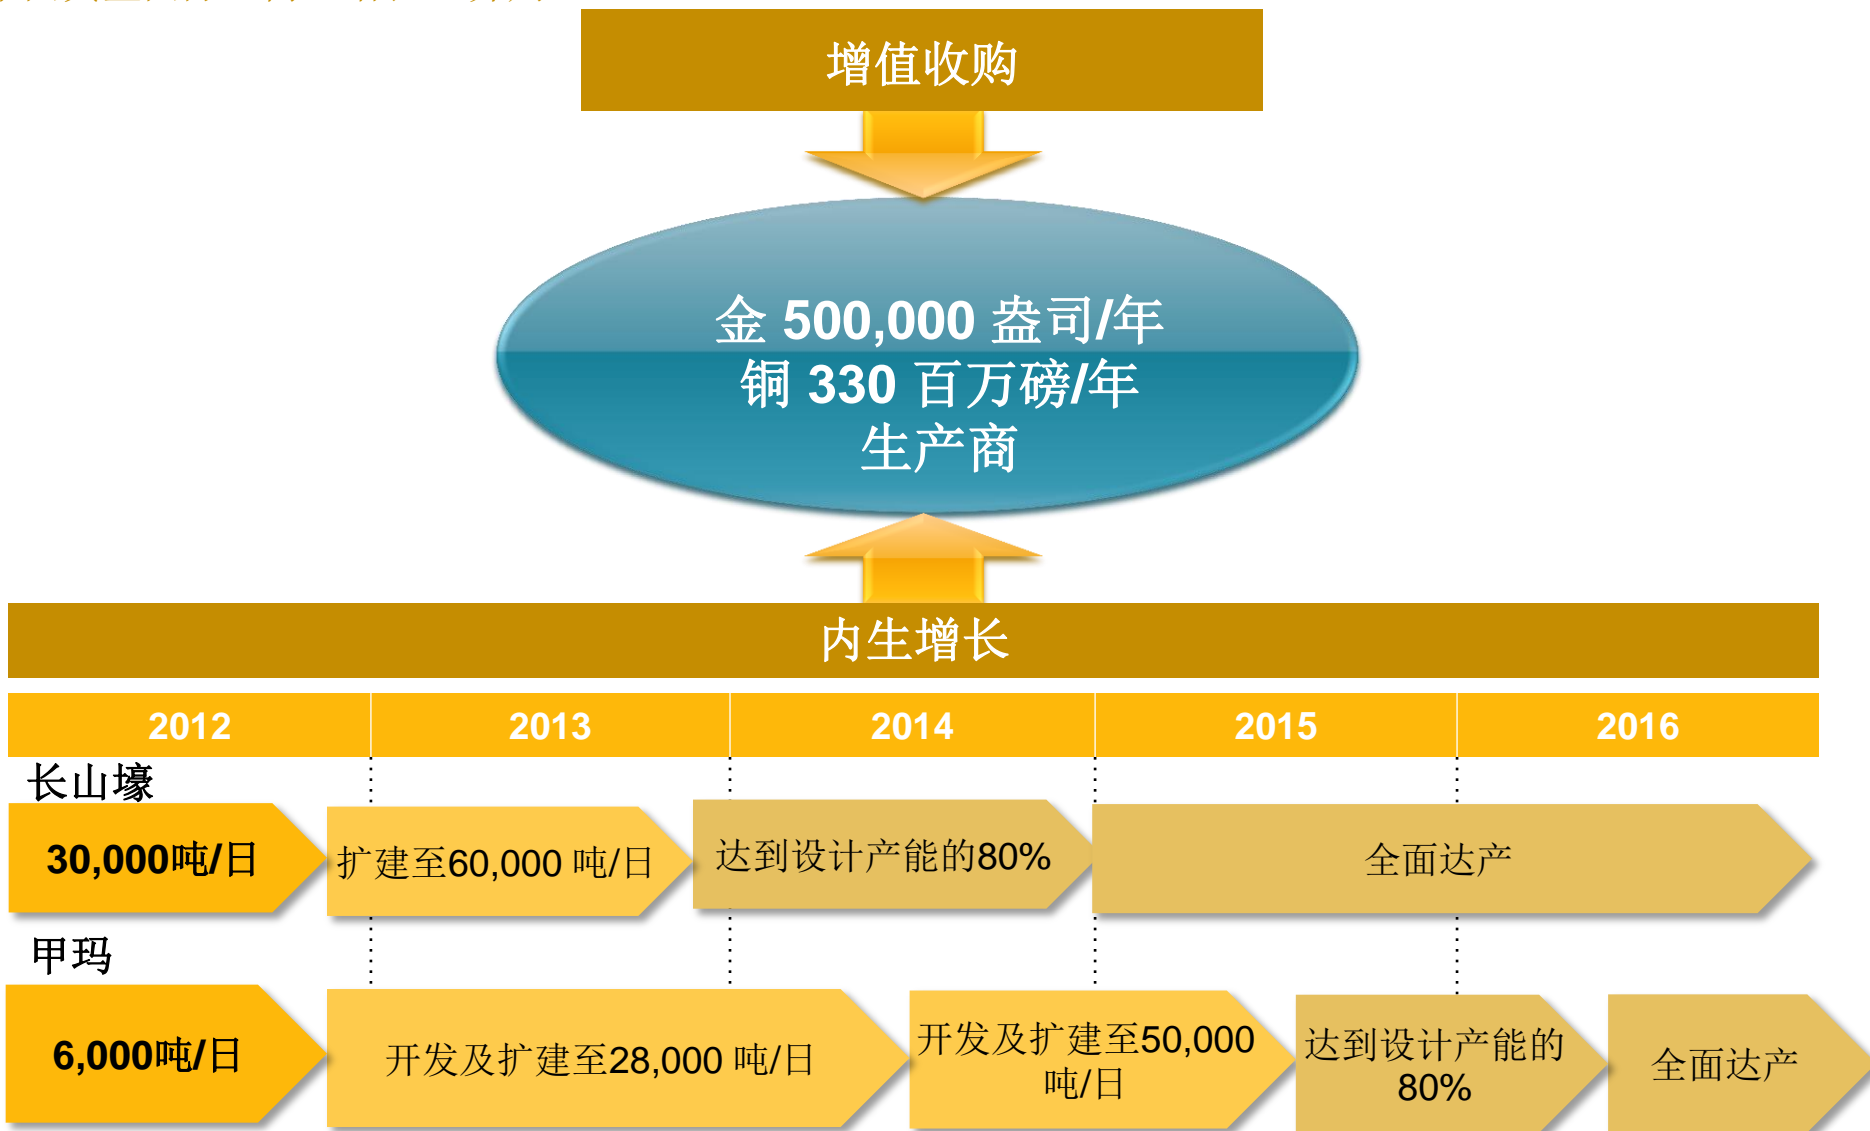 增值收购
金 500,000 盎司/年
铜 330 百万磅/年
生产商
内生增长
2012 2013 2014 2015 2016
长山壕
30,000吨/日 扩建至60,000 吨/日 达到设计产能的80% 全面达产
甲玛
6,000吨/日 开发及扩建至28,000 吨/日 开发及扩建至50,000
吨/日 达到设计产能的
80% 全面达产